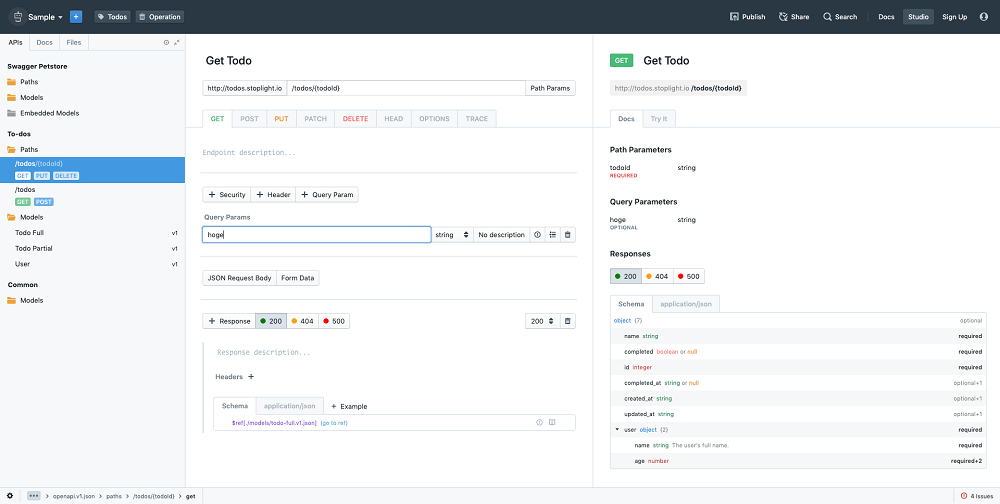 Sample
+
Todos
Operation
Publish
Share
Search
Docs
Studio
Sign Up
APIs
Docs
Files
Swagger Petstore
Paths
Models
Embedded Models
To-dos
Paths
/todos/{todoId}
GET PUT DELETE
/todos
GET POST
Models
Todo Full v1
Todo Partial v1
User v1
Common
Models
Get Todo
http://todos.stoplight.io /todos/{todoId} Path Params
GET POST PUT PATCH DELETE HEAD OPTIONS TRACE
Endpoint description...
+ Security + Header + Query Param
Query Params
hoge string No description
JSON Request Body Form Data
+ Response 200 404 500 200
Response description...
Headers +
Schema application/json + Example
$ref[./models/todo-full.v1.json] (go to ref)
GET Get Todo
http://todos.stoplight.io /todos/{todoId}
Docs Try It
Path Parameters
todoId string
REQUIRED
Query Parameters
hoge string
OPTIONAL
Responses
200 404 500
Schema application/json
object {7} optional
name string required
completed boolean or null required
id integer required
completed_at string or null optional+1
created_at string optional+1
updated_at string optional+1
user object {2} required
name string The user's full name. required
age number required+2
... > openapi.v1.json > paths > /todos/{todoId} > get
4 Issues